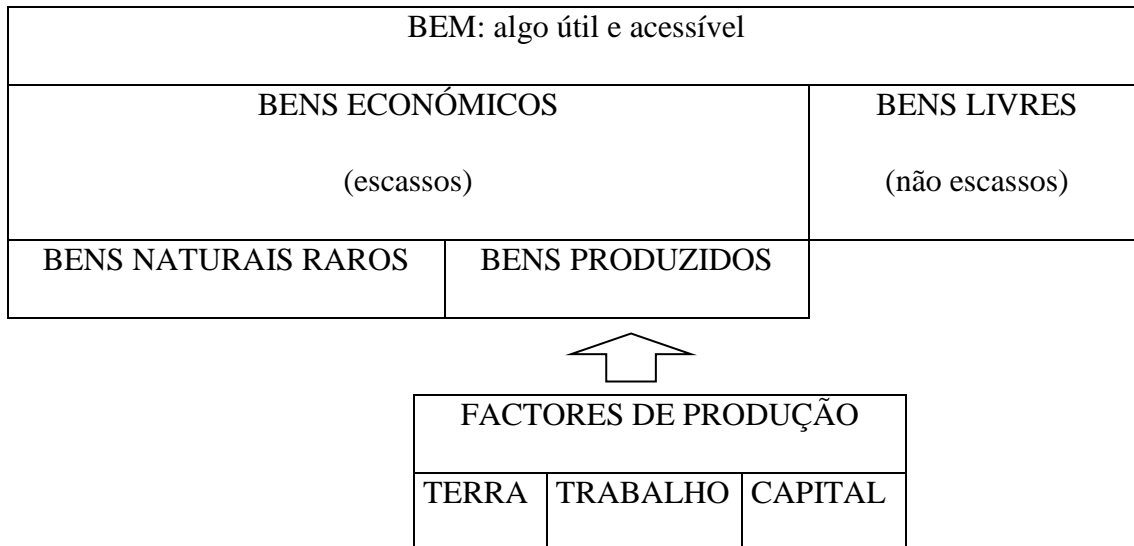 BEM: algo útil e acessível
BENS ECONÓMICOS
(escassos)
BENS LIVRES
(não escassos)
BENS NATURAIS RAROS
BENS PRODUZIDOS
FACTORES DE PRODUÇÃO
TERRA
TRABALHO
CAPITAL